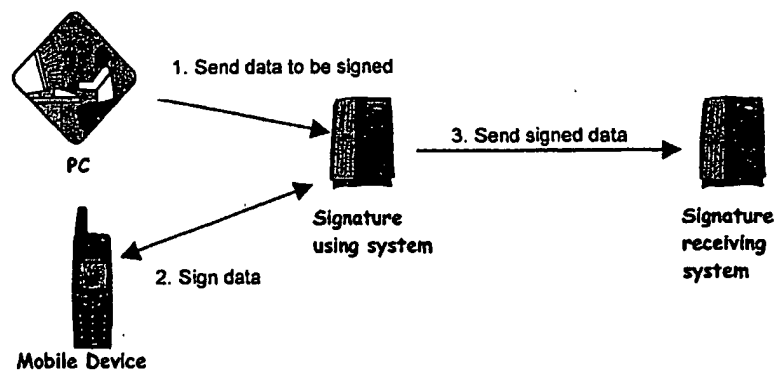 1. Send data to be signed
PC
3. Send signed data
Signature
using system
Signature
receiving
system
2. Sign data
Mobile Device